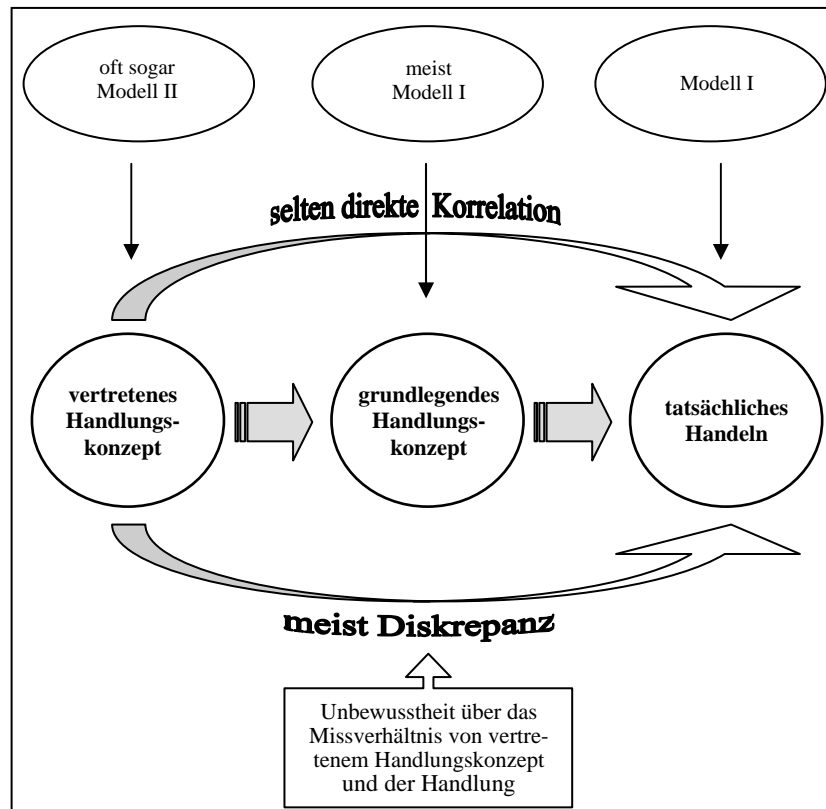 oft sogar
Modell II
meist
Modell I
Modell I
selten direkte Korrelation
vertretenes
Handlungs-
konzept
grundlegendes
Handlungs-
konzept
tatsächliches
Handeln
meist Diskrepanz
Unbewusstheit über das
Missverhältnis von vertre-
tenem Handlungskonzept
und der Handlung